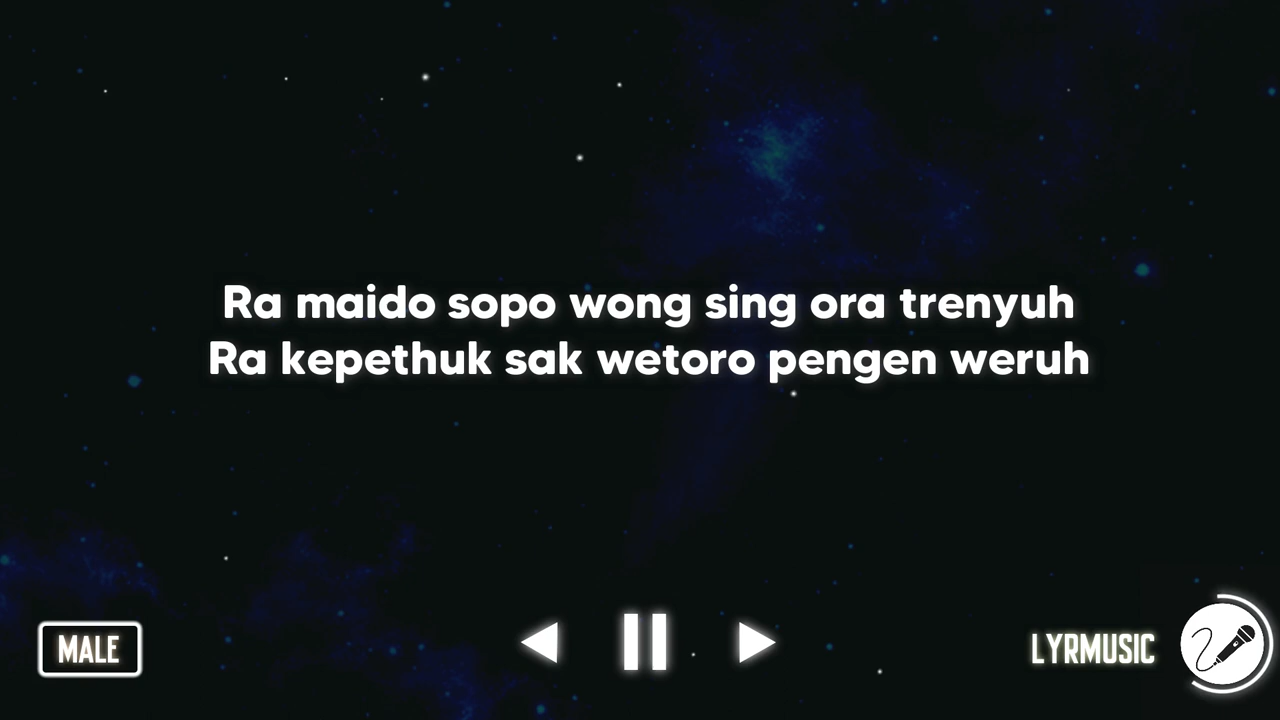 Ra maido sopo wong sing ora trenyuh
Ra kepethuk sak wetoro pengen weruh
MALE
LYRMUSIC